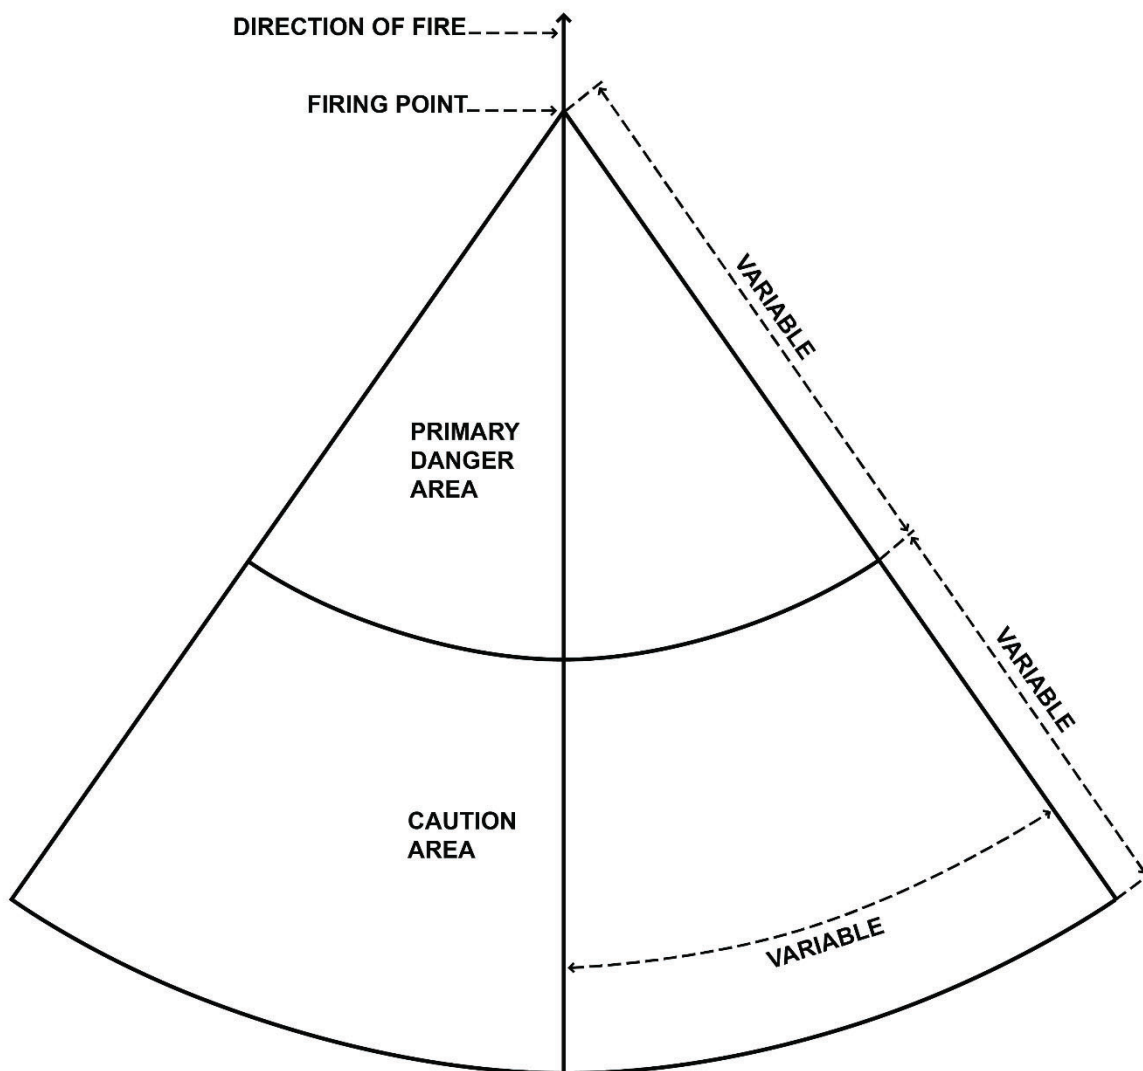 DIRECTION OF FIRE
FIRING POINT
VARIABLE
PRIMARY
DANGER
AREA
VARIABLE
CAUTION
AREA
VARIABLE